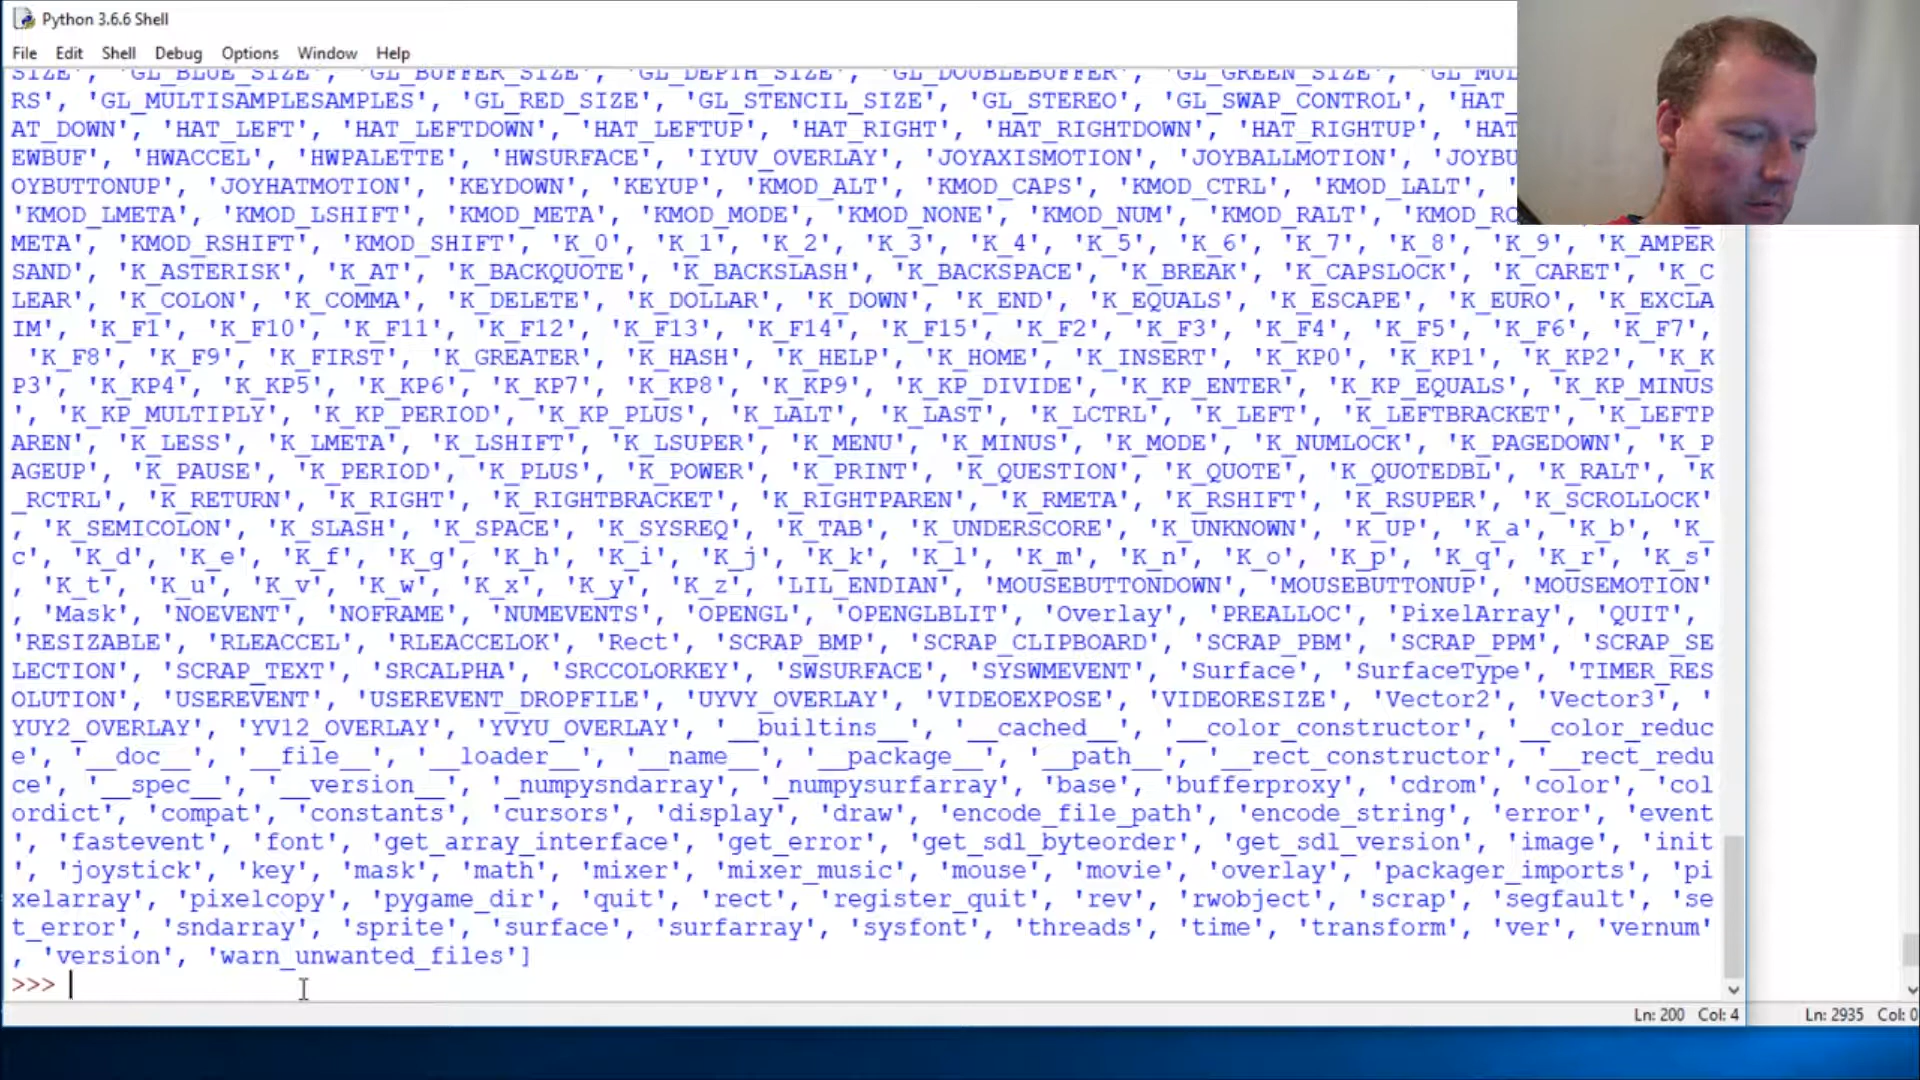 Python 3.6.6 Shell
File Edit Shell Debug Options Window Help
SIZE', 'GL_BLUE_SIZE', 'GL_BUFFER_SIZE', 'GL_DEPTH_SIZE', 'GL_DOUBLEBUFFER', 'GL_GREEN_SIZE', 'GL_MUL
RS', 'GL_MULTISAMPLESAMPLES', 'GL_RED_SIZE', 'GL_STENCIL_SIZE', 'GL_STEREO', 'GL_SWAP_CONTROL', 'HAT_
AT_DOWN', 'HAT_LEFT', 'HAT_LEFTDOWN', 'HAT_LEFTUP', 'HAT_RIGHT', 'HAT_RIGHTDOWN', 'HAT_RIGHTUP', 'HAT
EWBUF', 'HWACCEL', 'HWPALETTE', 'HWSURFACE', 'IYUV_OVERLAY', 'JOYAXISMOTION', 'JOYBALLMOTION', 'JOYBU
OYBUTTONUP', 'JOYHATMOTION', 'KEYDOWN', 'KEYUP', 'KMOD_ALT', 'KMOD_CAPS', 'KMOD_CTRL', 'KMOD_LALT', '
'KMOD_LMETA', 'KMOD_LSHIFT', 'KMOD_META', 'KMOD_MODE', 'KMOD_NONE', 'KMOD_NUM', 'KMOD_RALT', 'KMOD_RC
META', 'KMOD_RSHIFT', 'KMOD_SHIFT', 'K_0', 'K_1', 'K_2', 'K_3', 'K_4', 'K_5', 'K_6', 'K_7', 'K_8', 'K_9', 'K_AMPER
SAND', 'K_ASTERISK', 'K_AT', 'K_BACKQUOTE', 'K_BACKSLASH', 'K_BACKSPACE', 'K_BREAK', 'K_CAPSLOCK', 'K_CARET', 'K_C
LEAR', 'K_COLON', 'K_COMMA', 'K_DELETE', 'K_DOLLAR', 'K_DOWN', 'K_END', 'K_EQUALS', 'K_ESCAPE', 'K_EURO', 'K_EXCLA
IM', 'K_F1', 'K_F10', 'K_F11', 'K_F12', 'K_F13', 'K_F14', 'K_F15', 'K_F2', 'K_F3', 'K_F4', 'K_F5', 'K_F6', 'K_F7',
'K_F8', 'K_F9', 'K_FIRST', 'K_GREATER', 'K_HASH', 'K_HELP', 'K_HOME', 'K_INSERT', 'K_KP0', 'K_KP1', 'K_KP2', 'K_K
P3', 'K_KP4', 'K_KP5', 'K_KP6', 'K_KP7', 'K_KP8', 'K_KP9', 'K_KP_DIVIDE', 'K_KP_ENTER', 'K_KP_EQUALS', 'K_KP_MINUS
', 'K_KP_MULTIPLY', 'K_KP_PERIOD', 'K_KP_PLUS', 'K_LALT', 'K_LAST', 'K_LCTRL', 'K_LEFT', 'K_LEFTBRACKET', 'K_LEFTP
AREN', 'K_LESS', 'K_LMETA', 'K_LSHIFT', 'K_LSUPER', 'K_MENU', 'K_MINUS', 'K_MODE', 'K_NUMLOCK', 'K_PAGEDOWN', 'K_P
AGEUP', 'K_PAUSE', 'K_PERIOD', 'K_PLUS', 'K_POWER', 'K_PRINT', 'K_QUESTION', 'K_QUOTE', 'K_QUOTEDBL', 'K_RALT', 'K
_RCTRL', 'K_RETURN', 'K_RIGHT', 'K_RIGHTBRACKET', 'K_RIGHTPAREN', 'K_RMETA', 'K_RSHIFT', 'K_RSUPER', 'K_SCROLLOCK'
, 'K_SEMICOLON', 'K_SLASH', 'K_SPACE', 'K_SYSREQ', 'K_TAB', 'K_UNDERSCORE', 'K_UNKNOWN', 'K_UP', 'K_a', 'K_b', 'K_
c', 'K_d', 'K_e', 'K_f', 'K_g', 'K_h', 'K_i', 'K_j', 'K_k', 'K_l', 'K_m', 'K_n', 'K_o', 'K_p', 'K_q', 'K_r', 'K_s'
, 'K_t', 'K_u', 'K_v', 'K_w', 'K_x', 'K_y', 'K_z', 'LIL_ENDIAN', 'MOUSEBUTTONDOWN', 'MOUSEBUTTONUP', 'MOUSEMOTION'
, 'Mask', 'NOEVENT', 'NOFRAME', 'NUMEVENTS', 'OPENGL', 'OPENGLBLIT', 'Overlay', 'PREALLOC', 'PixelArray', 'QUIT',
'RESIZABLE', 'RLEACCEL', 'RLEACCELOK', 'Rect', 'SCRAP_BMP', 'SCRAP_CLIPBOARD', 'SCRAP_PBM', 'SCRAP_PPM', 'SCRAP_SE
LECTION', 'SCRAP_TEXT', 'SRCALPHA', 'SRCCOLORKEY', 'SWSURFACE', 'SYSWMEVENT', 'Surface', 'SurfaceType', 'TIMER_RES
OLUTION', 'USEREVENT', 'USEREVENT_DROPFILE', 'UYVY_OVERLAY', 'VIDEOEXPOSE', 'VIDEORESIZE', 'Vector2', 'Vector3', '
YUY2_OVERLAY', 'YV12_OVERLAY', 'YVYU_OVERLAY', '__builtins__', '__cached__', '__color_constructor', '__color_reduc
e', '__doc__', '__file__', '__loader__', '__name__', '__package__', '__path__', '__rect_constructor', '__rect_redu
ce', '__spec__', '__version__', '_numpysndarray', '_numpysurfarray', 'base', 'bufferproxy', 'cdrom', 'color', 'col
ordict', 'compat', 'constants', 'cursors', 'display', 'draw', 'encode_file_path', 'encode_string', 'error', 'event
', 'fastevent', 'font', 'get_array_interface', 'get_error', 'get_sdl_byteorder', 'get_sdl_version', 'image', 'init
', 'joystick', 'key', 'mask', 'math', 'mixer', 'mixer_music', 'mouse', 'movie', 'overlay', 'packager_imports', 'pi
xelarray', 'pixelcopy', 'pygame_dir', 'quit', 'rect', 'register_quit', 'rev', 'rwobject', 'scrap', 'segfault', 'se
t_error', 'sndarray', 'sprite', 'surface', 'surfarray', 'sysfont', 'threads', 'time', 'transform', 'ver', 'vernum'
, 'version', 'warn_unwanted_files']
>>>
Ln: 200 Col: 4 Ln: 2935 Col: 0